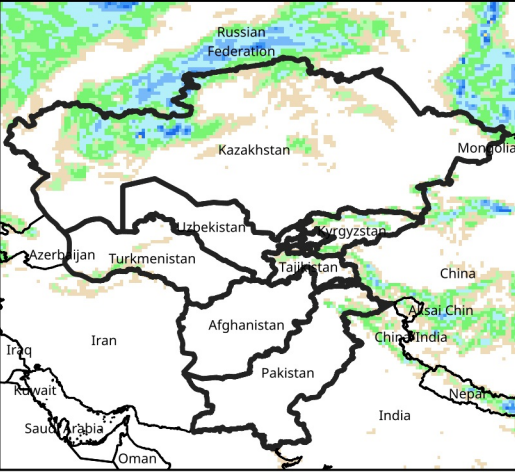 Russian
Federation
Kazakhstan
Mongolia
Uzbekistan
Kyrgyzstan
Azerbaijan
Turkmenistan
Tajikistan
China
Aksai Chin
Afghanistan
China/India
Iran
Iraq
Pakistan
Kuwait
Nepal
India
Saudi Arabia
Oman